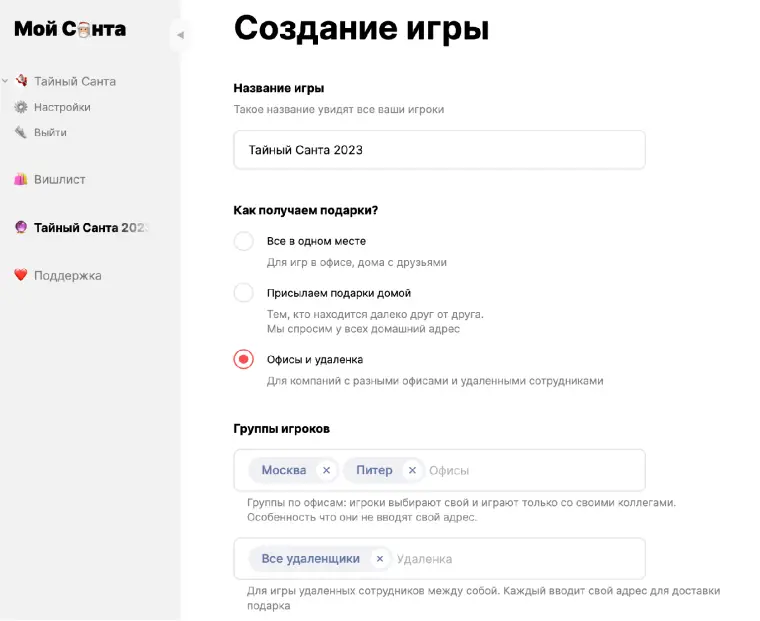 Мой Санта
Тайный Санта
Настройки
Выйти
Вишлист
Тайный Санта 2023
Поддержка
Создание игры
Название игры
Такое название увидят все ваши игроки
Тайный Санта 2023
Как получаем подарки?
Все в одном месте
Для игр в офисе, дома с друзьями
Присылаем подарки домой
Тем, кто находится далеко друг от друга.
Мы спросим у всех домашний адрес
Офисы и удаленка
Для компаний с разными офисами и удаленными сотрудниками
Группы игроков
Москва × Питер × Офисы
Группы по офисам: игроки выбирают свой и играют только со своими коллегами.
Особенность что они не вводят свой адрес.
Все удаленщики × Удаленка
Для игры удаленных сотрудников между собой. Каждый вводит свой адрес для доставки
подарка